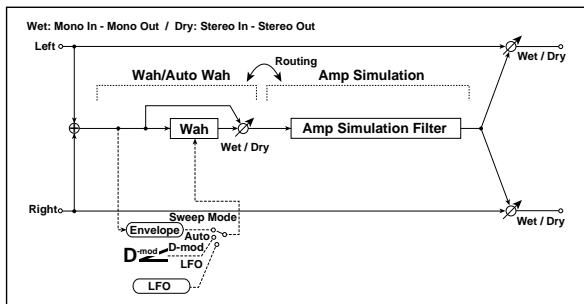 Wet: Mono In - Mono Out / Dry: Stereo In - Stereo Out
Left
Routing
Wah/Auto Wah
Amp Simulation
Wet / Dry
Wah
Wet / Dry
Amp Simulation Filter
Right
Sweep Mode
Envelope
Auto
D-mod
D-mod
LFO
LFO
Wet / Dry